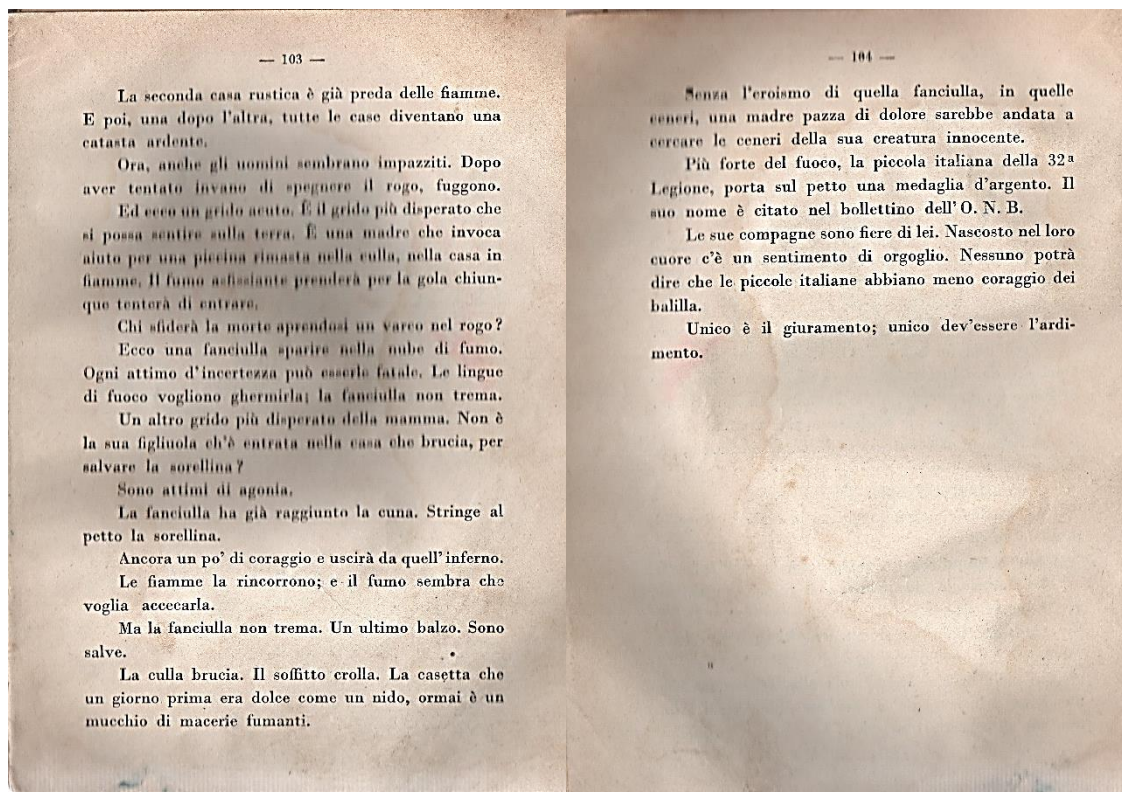 — 103 —
La seconda casa rustica è già preda delle fiamme.
E poi, una dopo l'altra, tutte le case diventano una
catasta ardente.
Ora, anche gli uomini sembrano impazziti. Dopo
aver tentato invano di spegnere il rogo, fuggono.
Ed ecco un grido acuto. È il grido più disperato che
si possa sentire sulla terra. È una madre che invoca
aiuto per una piccina rimasta nella culla, nella casa in
fiamme. Il fumo asfissiante prenderà per la gola chiun-
que tenterà di entrare.
Chi sfiderà la morte aprendosi un varco nel rogo?
Ecco una fanciulla sparire nella nube di fumo.
Ogni attimo d'incertezza può esserle fatale. Le lingue
di fuoco vogliono ghermirla; la fanciulla non trema.
Un altro grido più disperato della mamma. Non è
la sua figliuola ch'è entrata nella casa che brucia, per
salvare la sorellina?
Sono attimi di agonia.
La fanciulla ha già raggiunto la cuna. Stringe al
petto la sorellina.
Ancora un po' di coraggio e uscirà da quell'inferno.
Le fiamme la rincorrono; e il fumo sembra che
voglia accecarla.
Ma la fanciulla non trema. Un ultimo balzo. Sono
salve.
La culla brucia. Il soffitto crolla. La casetta che
un giorno prima era dolce come un nido, ormai è un
mucchio di macerie fumanti.
— 104 —
Senza l'eroismo di quella fanciulla, in quelle
ceneri, una madre pazza di dolore sarebbe andata a
cercare le ceneri della sua creatura innocente.
Più forte del fuoco, la piccola italiana della 32ª
Legione, porta sul petto una medaglia d'argento. Il
suo nome è citato nel bollettino dell'O. N. B.
Le sue compagne sono fiere di lei. Nascosto nel loro
cuore c'è un sentimento di orgoglio. Nessuno potrà
dire che le piccole italiane abbiano meno coraggio dei
balilla.
Unico è il giuramento; unico dev'essere l'ardi-
mento.